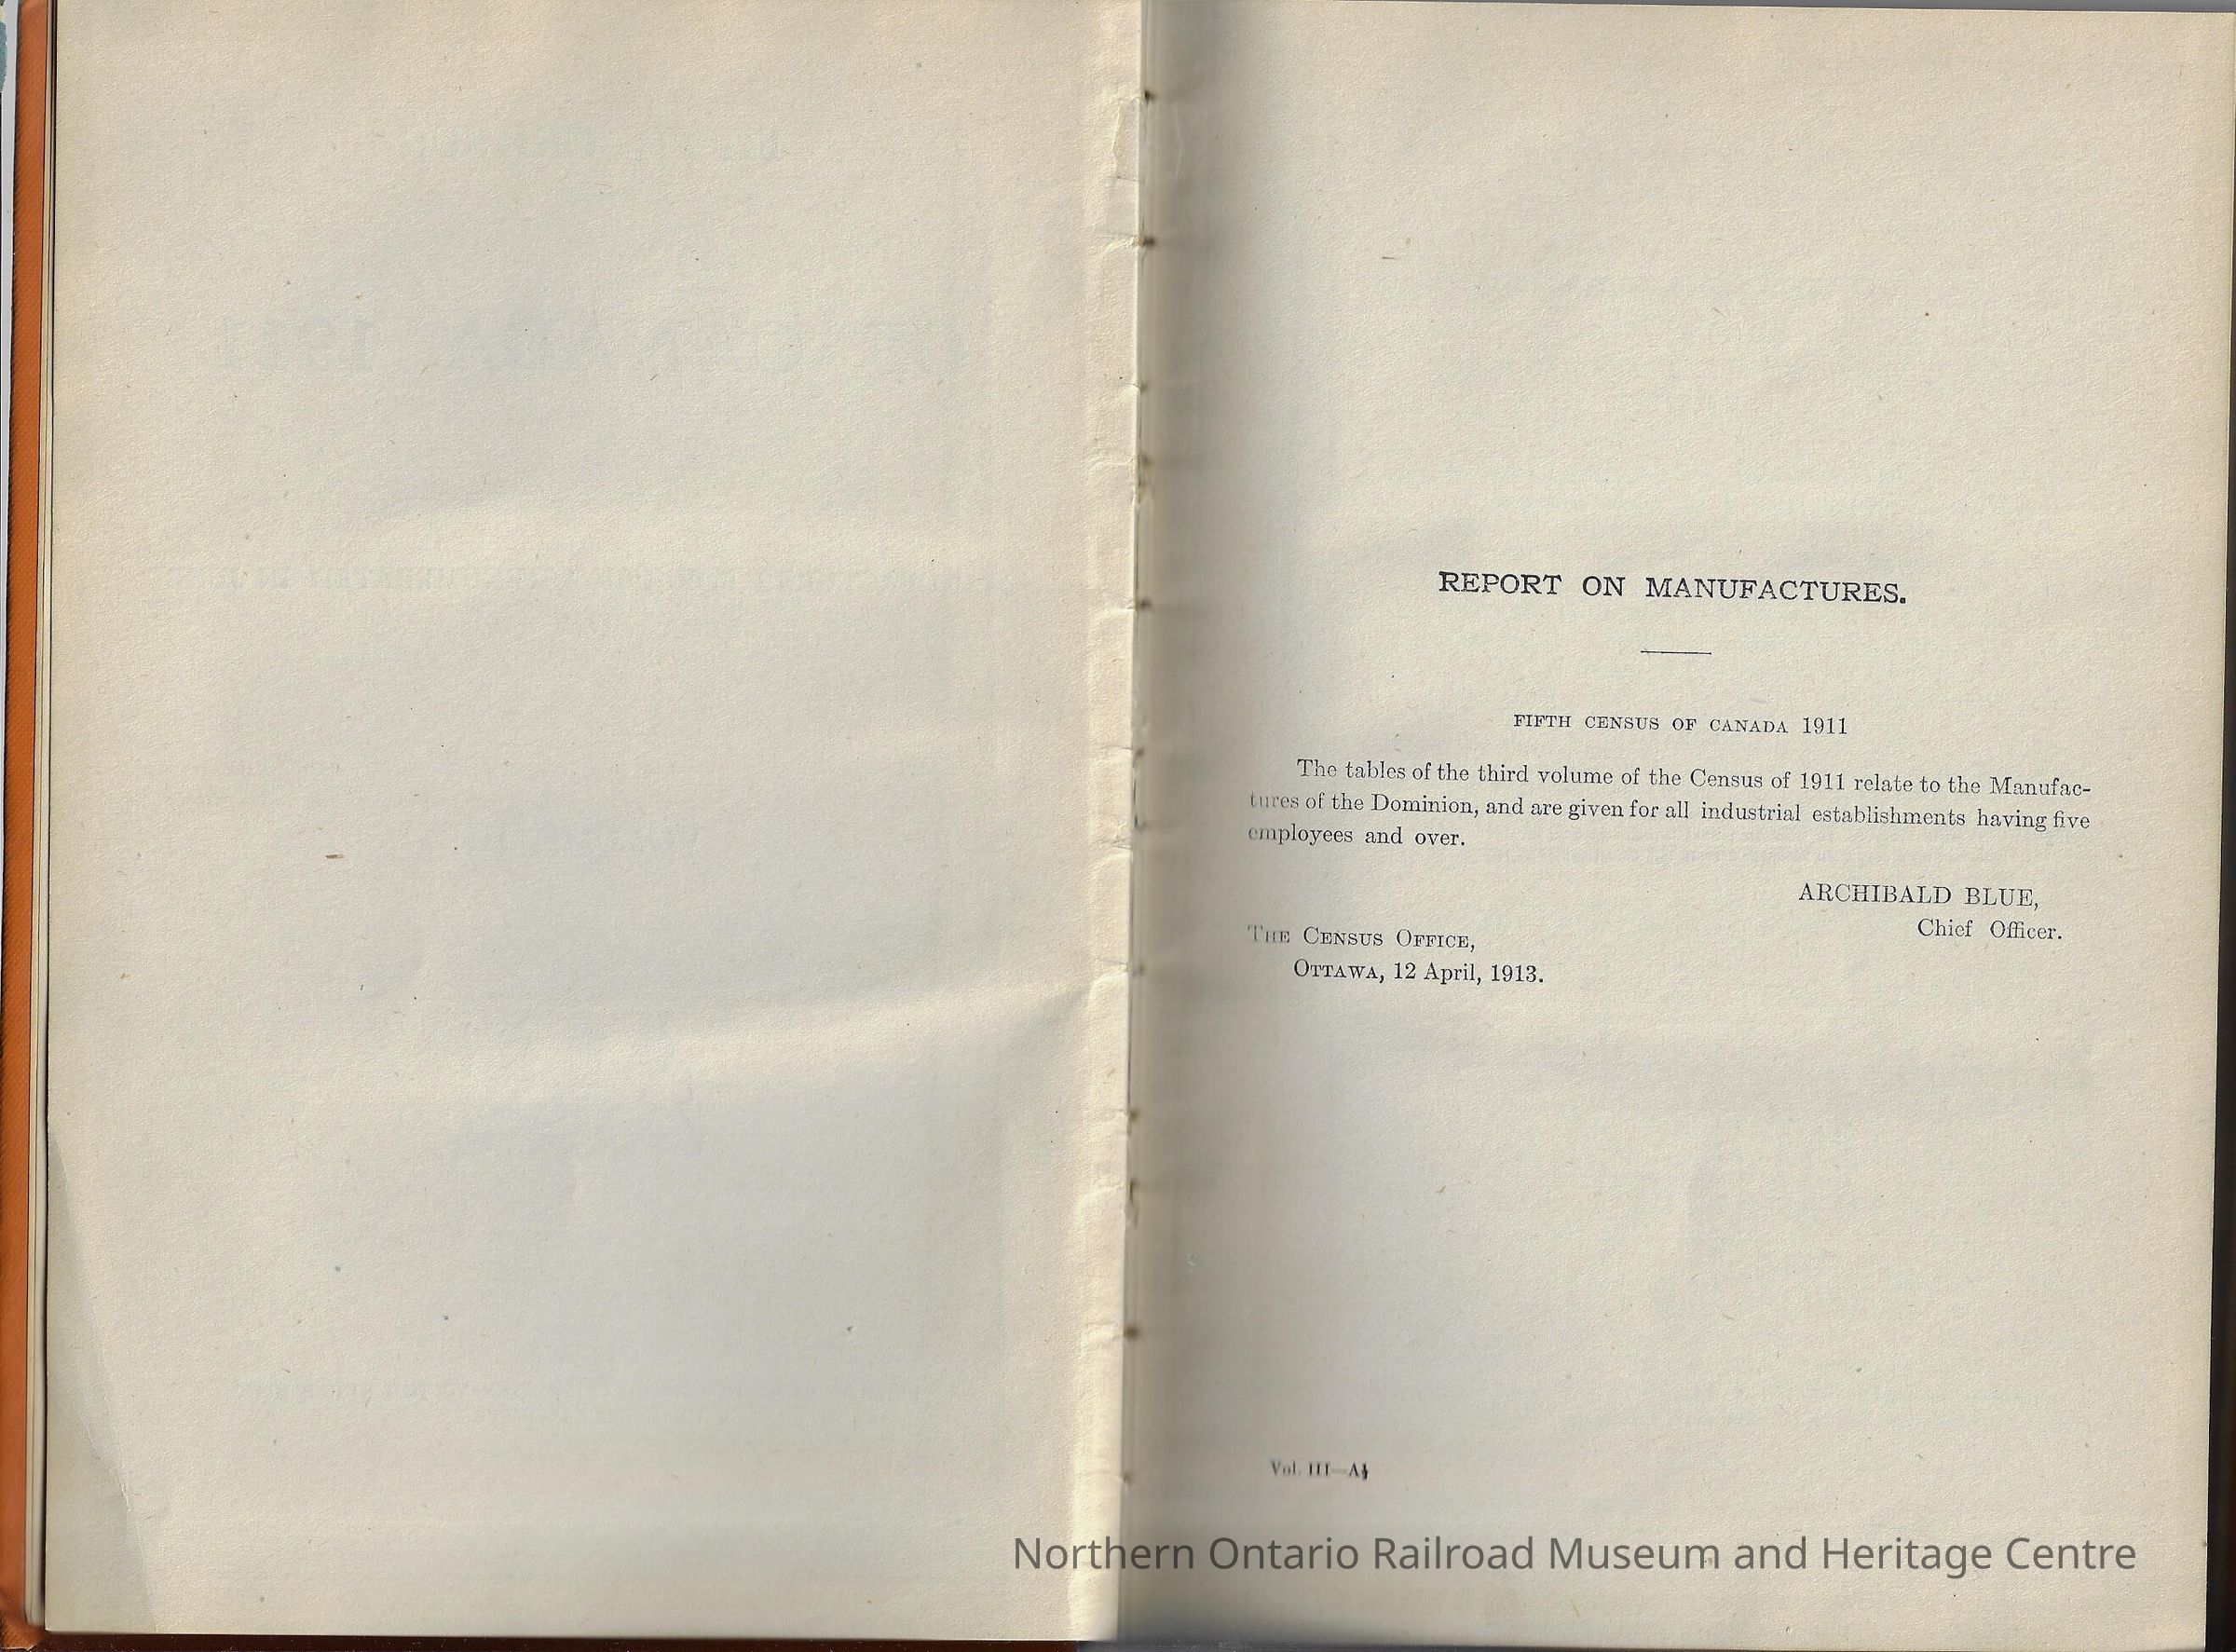 REPORT ON MANUFACTURES.
FIFTH CENSUS OF CANADA 1911
The tables of the third volume of the Census of 1911 relate to the Manufac-
tures of the Dominion, and are given for all industrial establishments having five
employees and over.
ARCHIBALD BLUE,
Chief Officer.
THE CENSUS OFFICE,
OTTAWA, 12 April, 1913.
Vol. III—A½
Northern Ontario Railroad Museum and Heritage Centre